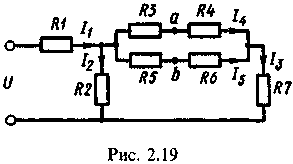 R1 I1 R3 a R4 I4
I2 R5 b R6 I5 I3
U R2 R7
Рис. 2.19